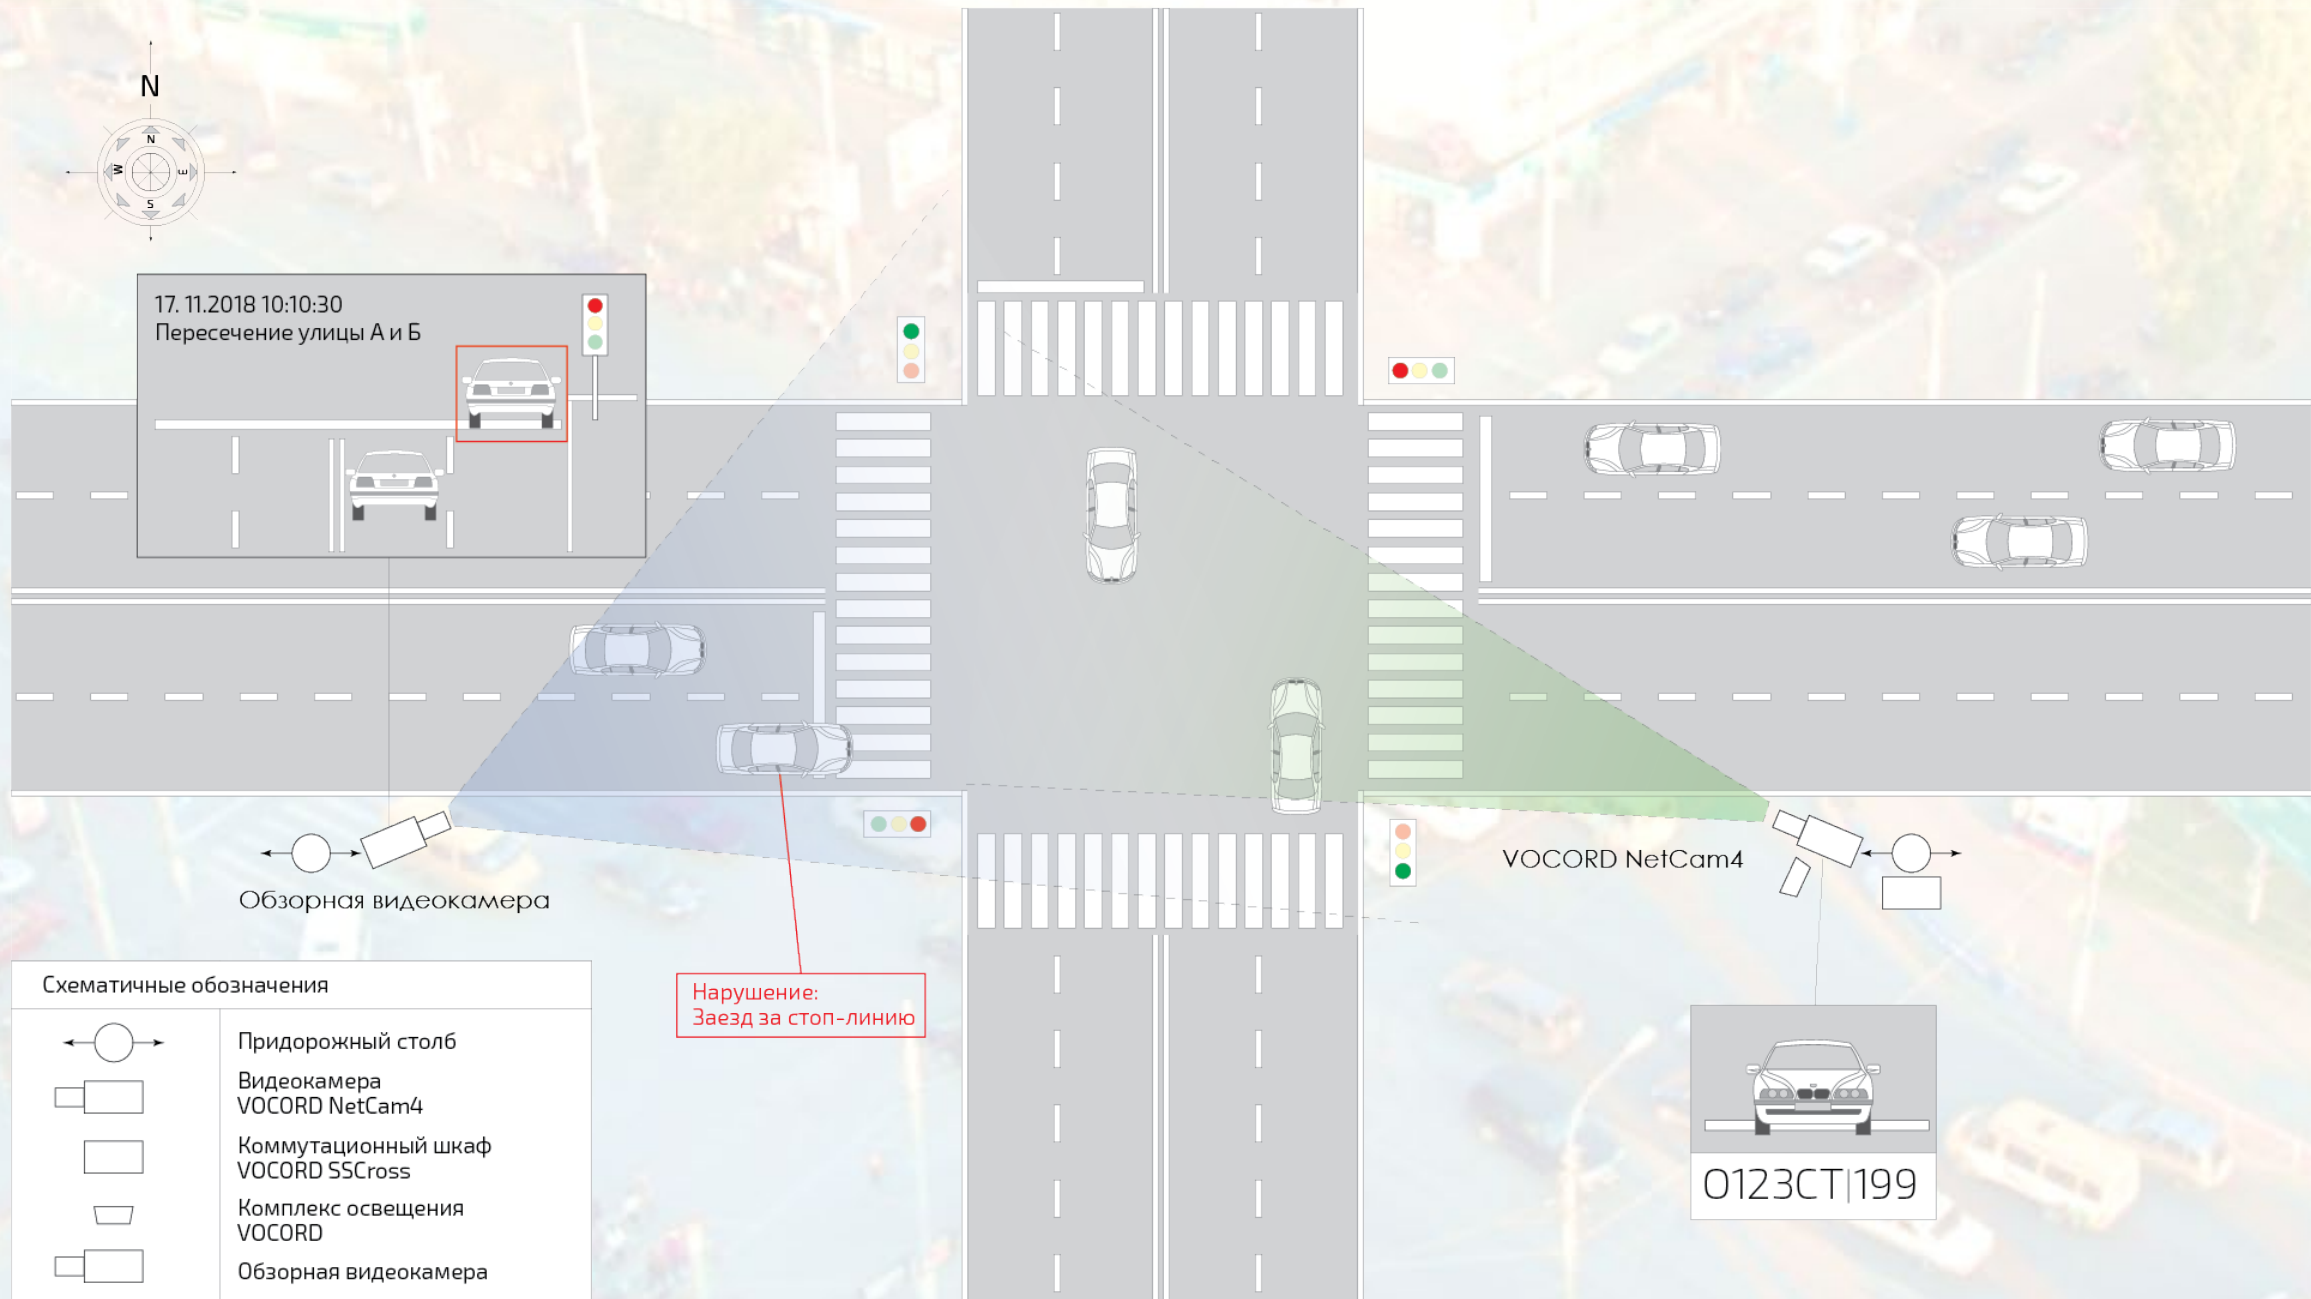 N
N
W
E
S
17. 11.2018 10:10:30
Пересечение улицы А и Б
Обзорная видеокамера
VOCORD NetCam4
Нарушение:
Заезд за стоп-линию
О123СТ|199
Схематичные обозначения
Придорожный столб
Видеокамера
VOCORD NetCam4
Коммутационный шкаф
VOCORD SSCross
Комплекс освещения
VOCORD
Обзорная видеокамера